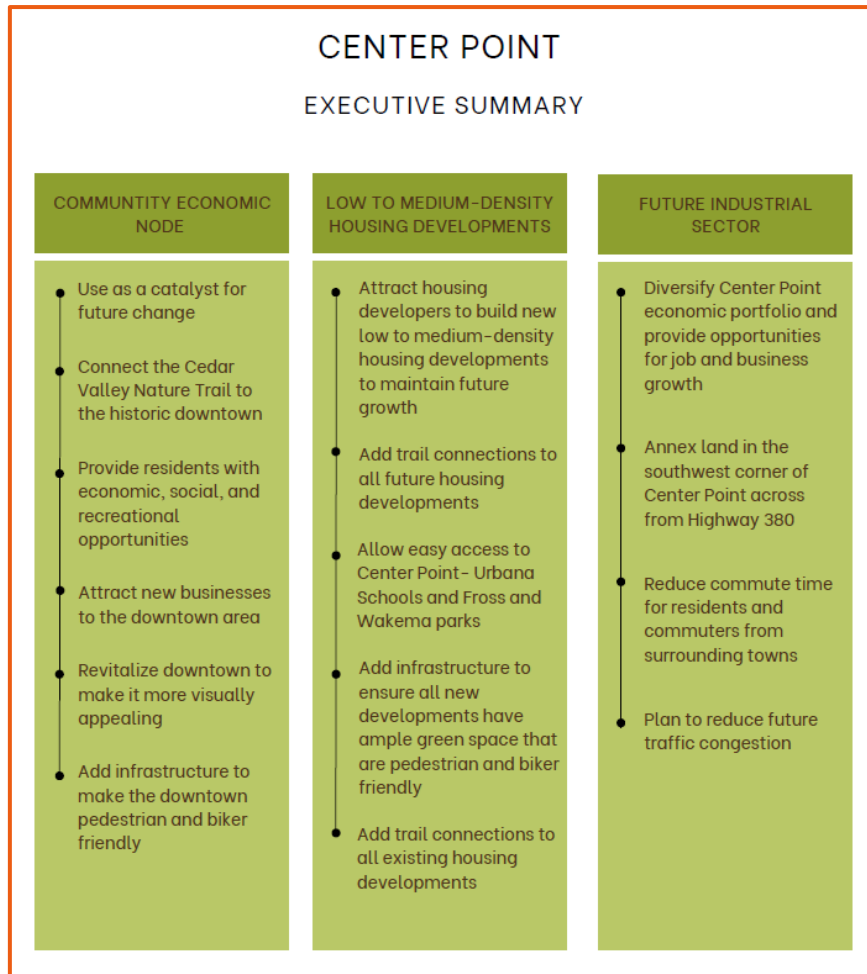 CENTER POINT
EXECUTIVE SUMMARY
COMMUNTITY ECONOMIC
NODE
Use as a catalyst for
future change
Connect the Cedar
Valley Nature Trail to
the historic downtown
Provide residents with
economic, social, and
recreational
opportunities
Attract new businesses
to the downtown area
Revitalize downtown to
make it more visually
appealing
Add infrastructure to
make the downtown
pedestrian and biker
friendly
LOW TO MEDIUM-DENSITY
HOUSING DEVELOPMENTS
Attract housing
developers to build new
low to medium-density
housing developments
to maintain future
growth
Add trail connections to
all future housing
developments
Allow easy access to
Center Point- Urbana
Schools and Fross and
Wakema parks
Add infrastructure to
ensure all new
developments have
ample green space that
are pedestrian and biker
friendly
Add trail connections to
all existing housing
developments
FUTURE INDUSTRIAL
SECTOR
Diversify Center Point
economic portfolio and
provide opportunities
for job and business
growth
Annex land in the
southwest corner of
Center Point across
from Highway 380
Reduce commute time
for residents and
commuters from
surrounding towns
Plan to reduce future
traffic congestion